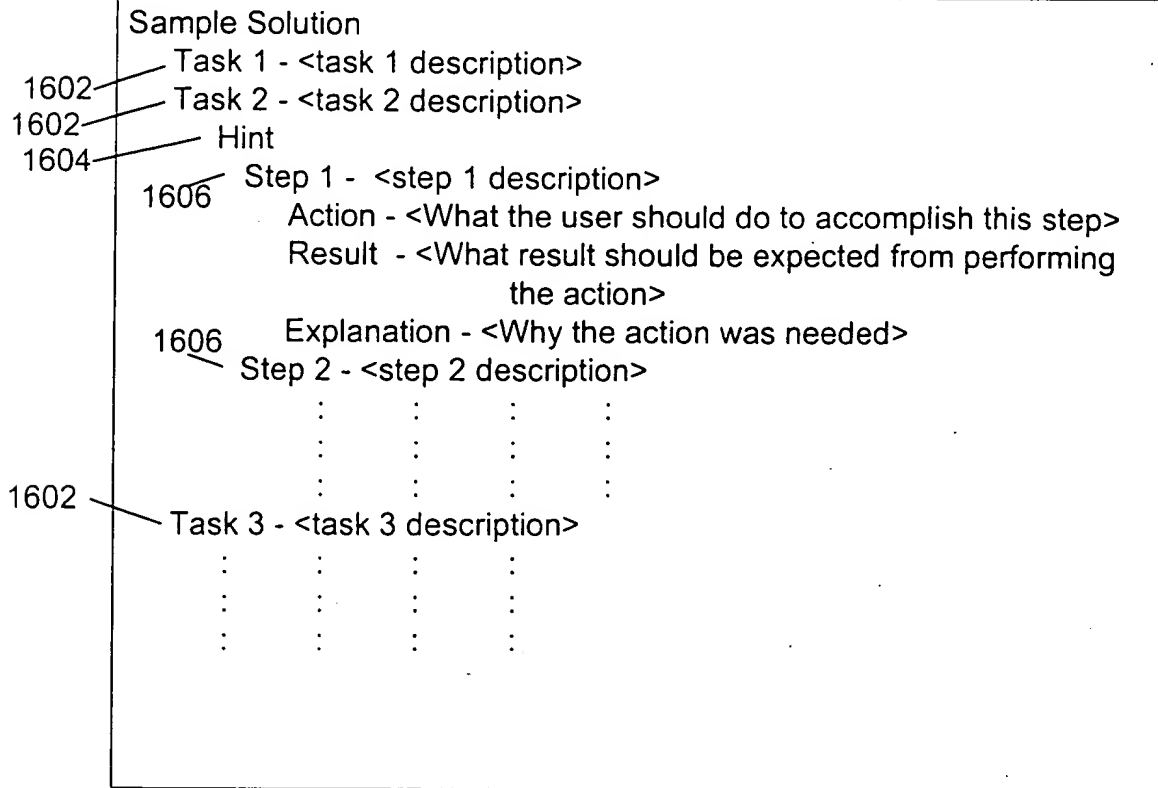 Sample Solution
1602 Task 1 - <task 1 description>
1602 Task 2 - <task 2 description>
1604 Hint
1606 Step 1 - <step 1 description>
Action - <What the user should do to accomplish this step>
Result - <What result should be expected from performing
the action>
Explanation - <Why the action was needed>
1606 Step 2 - <step 2 description>
: : : :
: : : :
: : : :
1602 Task 3 - <task 3 description>
: : : :
: : : :
: : : :